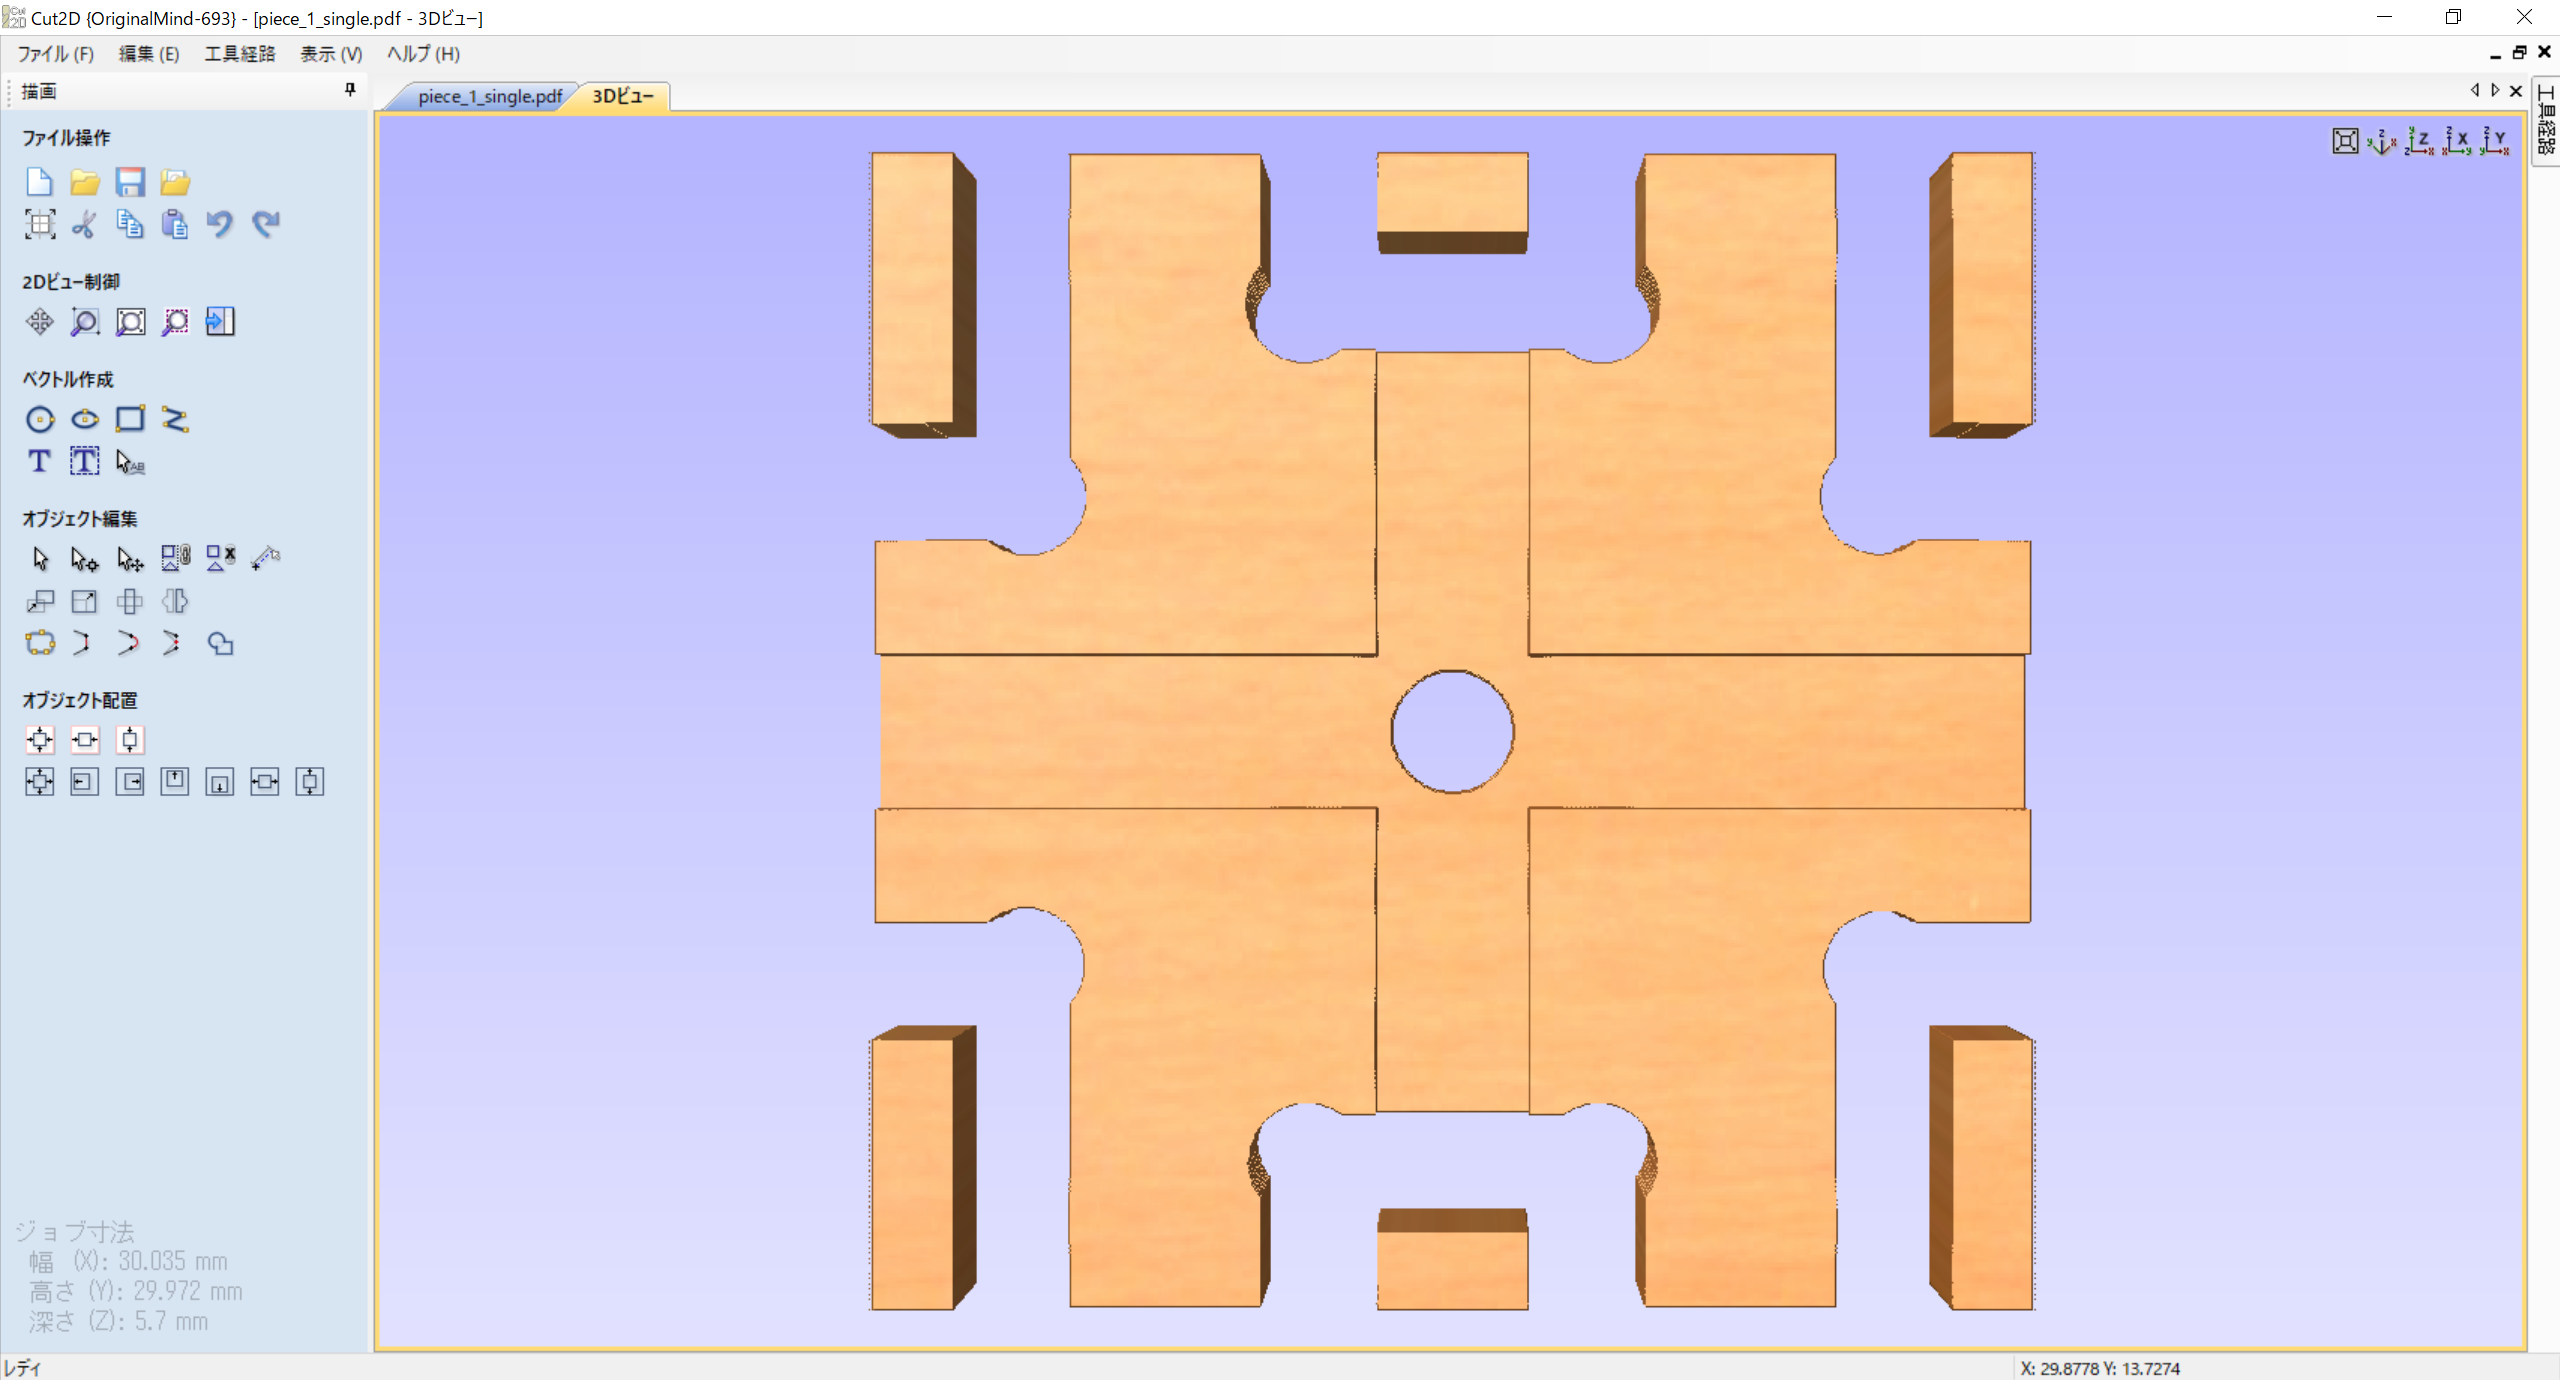 Cut2D {OriginalMind-693} - [piece_1_single.pdf - 3Dビュー]
ファイル (F) 編集 (E) 工具経路 表示 (V) ヘルプ (H)
描画
piece_1_single.pdf 3Dビュー
工具経路
ファイル操作
2Dビュー制御
ベクトル作成
T T AB
オブジェクト編集
オブジェクト配置
ジョブ寸法
幅 (X): 30.035 mm
高さ (Y): 29.972 mm
深さ (Z): 5.7 mm
レディ
X: 29.8778 Y: 13.7274